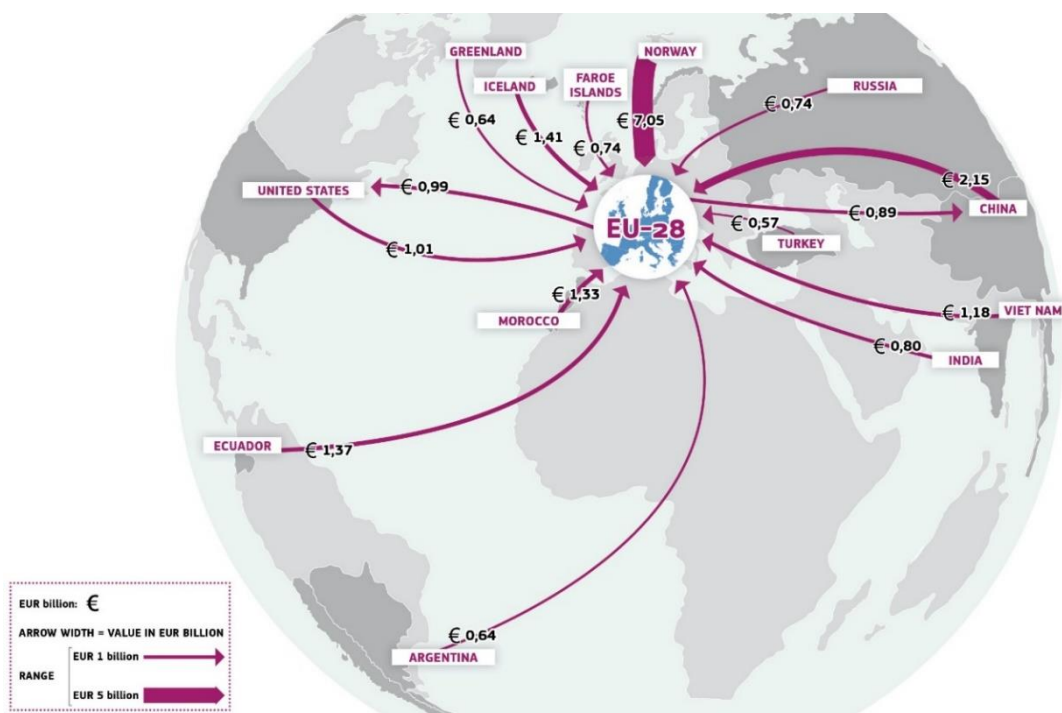 GREENLAND
NORWAY
ICELAND
FAROE
ISLANDS
RUSSIA
€ 0,74
€ 0,64
€ 1,41
€ 0,74
€ 7,05
UNITED STATES
€ 0,99
€ 2,15
CHINA
EU-28
€ 0,89
€ 0,57
TURKEY
€ 1,01
€ 1,33
MOROCCO
€ 1,18
VIET NAM
€ 0,80
INDIA
ECUADOR
€ 1,37
€ 0,64
ARGENTINA
EUR billion: €
ARROW WIDTH = VALUE IN EUR BILLION
RANGE
EUR 1 billion
EUR 5 billion